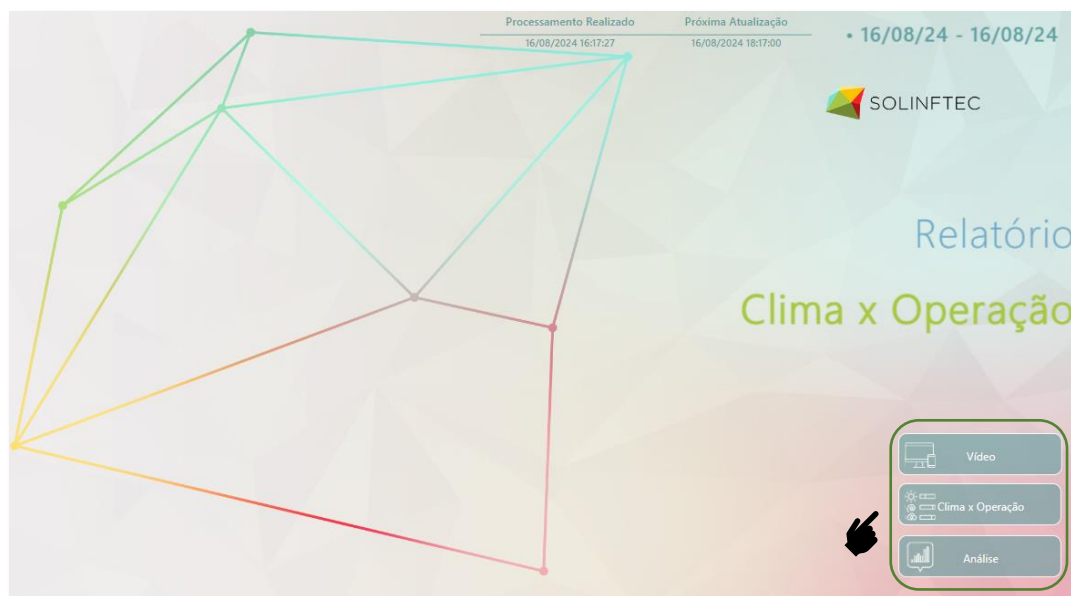 Processamento Realizado
Próxima Atualização
16/08/2024 16:17:27
16/08/2024 18:17:00
• 16/08/24 - 16/08/24
SOLINFTEC
Relatório
Clima x Operação
Vídeo
Clima x Operação
Análise